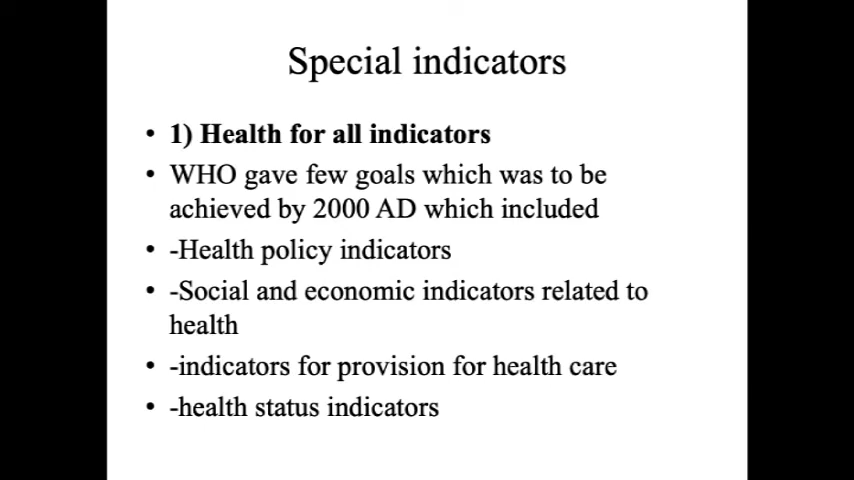 Special indicators
• 1) Health for all indicators
• WHO gave few goals which was to be
achieved by 2000 AD which included
• -Health policy indicators
• -Social and economic indicators related to
health
• -indicators for provision for health care
• -health status indicators